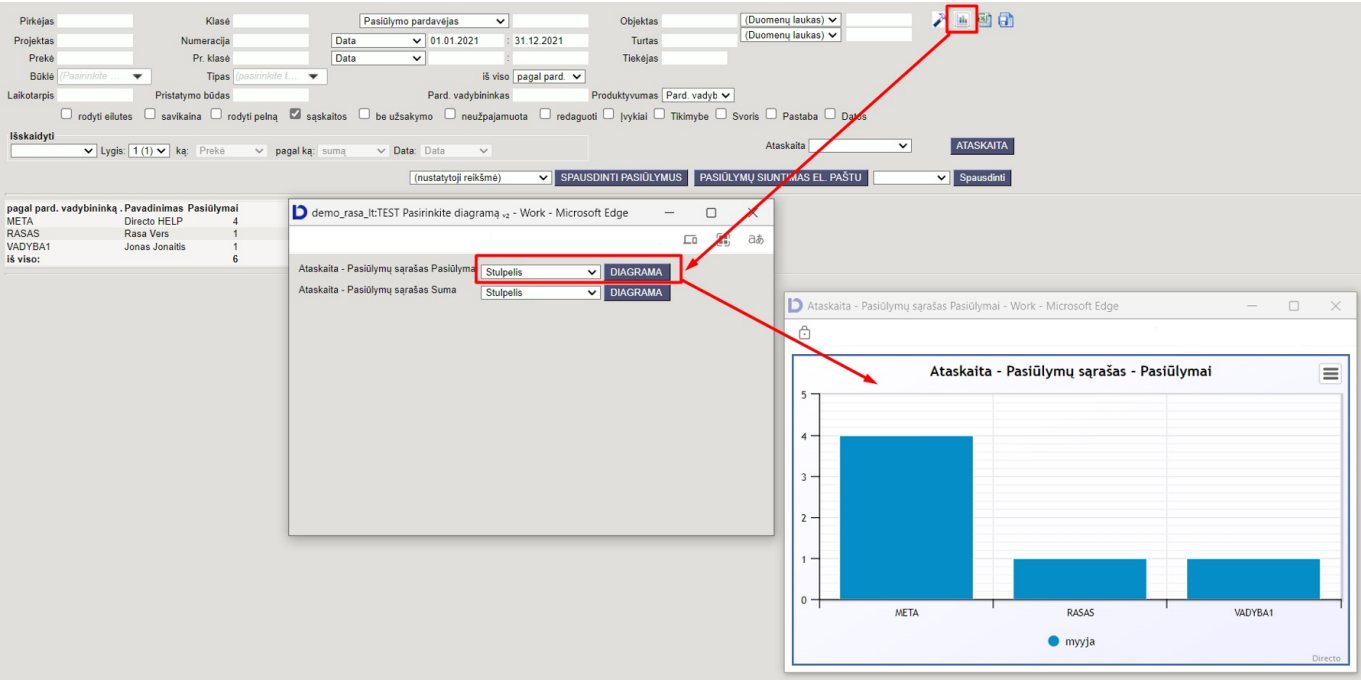 Pirkėjas Klasė Pasiūlymo pardavėjas Objektas (Duomenų laukas)
(Duomenų laukas)
Projektas Numeracija Data 01.01.2021 : 31.12.2021 Turtas
Prekė Pr. klasė Data : Tiekėjas
Būklė (Pasirinkite ... Tipas (pasirinkite t... iš viso pagal pard.
Laikotarpis Pristatymo būdas Pard. vadybininkas Produktyvumas Pard. vadyb
rodyti eilutes savikaina rodyti pelną sąskaitos be užsakymo neužpajamuota redaguoti Įvykiai Tikimybe Svoris Pastaba Datos
Išskaidyti
Lygis: 1 (1) ką: Prekė pagal ką: sumą Data: Data
Ataskaita ATASKAITA
(nustatytoji reikšmė) SPAUSDINTI PASIŪLYMUS PASIŪLYMŲ SIUNTIMAS EL. PAŠTU Spausdinti
pagal pard. vadybininką . Pavadinimas Pasiūlymai
META Directo HELP 4
RASAS Rasa Vers 1
VADYBA1 Jonas Jonaitis 1
iš viso: 6
demo_rasa_lt:TEST Pasirinkite diagramą v2 - Work - Microsoft Edge
aあ
Ataskaita - Pasiūlymų sąrašas Pasiūlymai Stulpelis DIAGRAMA
Ataskaita - Pasiūlymų sąrašas Suma Stulpelis DIAGRAMA
Ataskaita - Pasiūlymų sąrašas Pasiūlymai - Work - Microsoft Edge
Ataskaita - Pasiūlymų sąrašas - Pasiūlymai
5
4
3
2
1
0
META RASAS VADYBA1
myyja
Directo